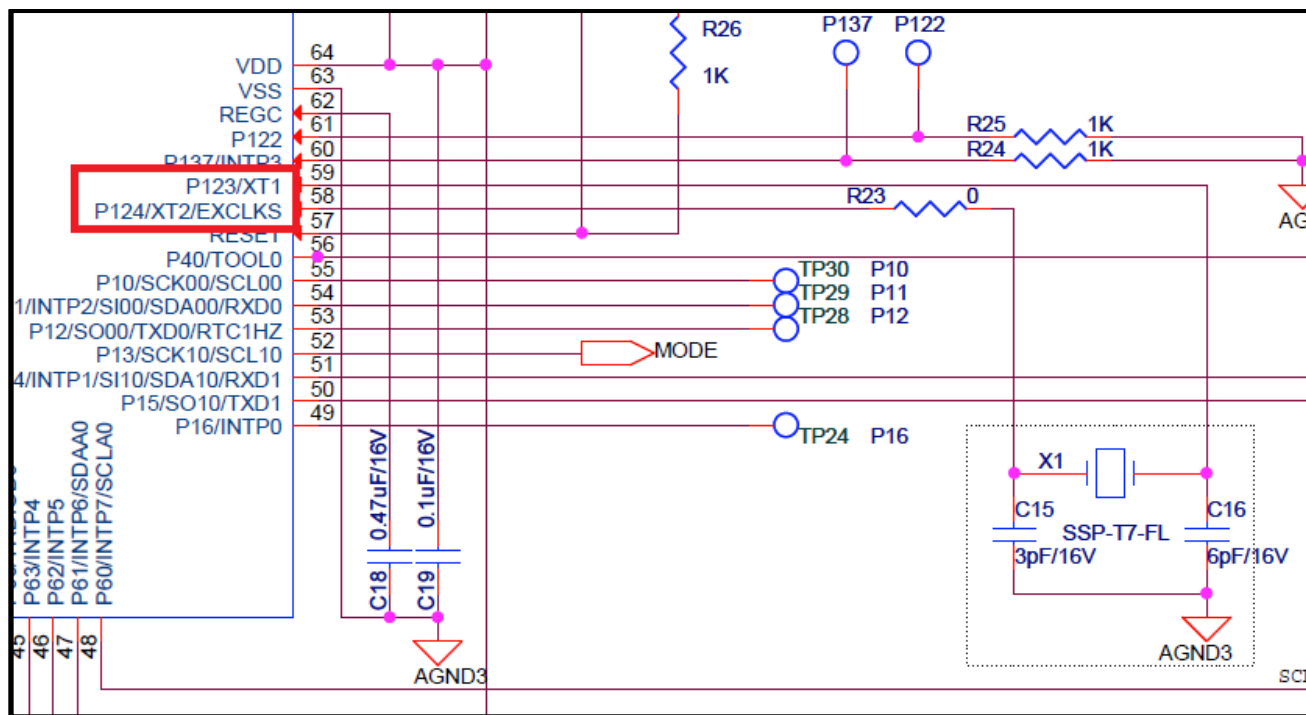 P137 P122
R26
1K
VDD 64
VSS 63
REGC 62
P122 61
R25 1K
P137/INTP3 60
R24 1K
P123/XT1 59
P124/XT2/EXCLKS 58
R23 0
RESET 57
AG
P40/TOOL0 56
P10/SCK00/SCL00 55
TP30 P10
1/INTP2/SI00/SDA00/RXD0 54
TP29 P11
P12/SO00/TXD0/RTC1HZ 53
TP28 P12
P13/SCK10/SCL10 52
MODE
4/INTP1/SI10/SDA10/RXD1 51
P15/SO10/TXD1 50
P16/INTP0 49
TP24 P16
P63/INTP4
P62/INTP5
P61/INTP6/SDAA0
P60/INTP7/SCLA0
45
46
47
48
0.47uF/16V
C18
0.1uF/16V
C19
AGND3
X1
C15
SSP-T7-FL
C16
3pF/16V
6pF/16V
AGND3
SCL